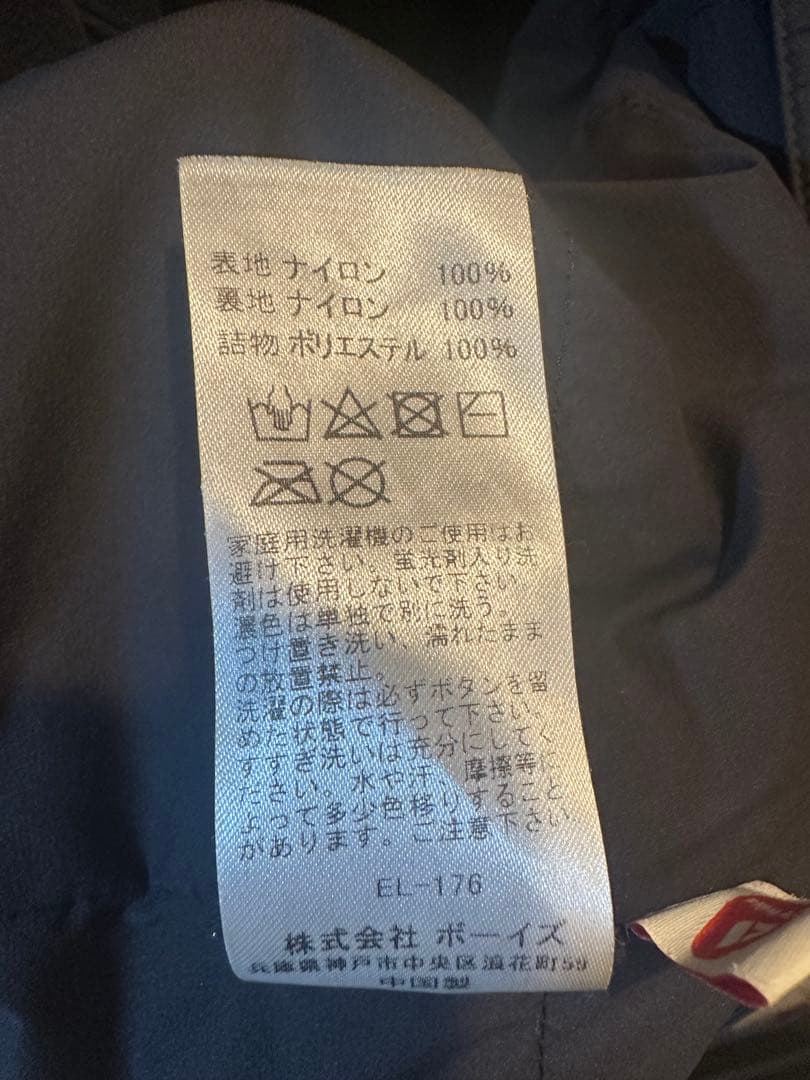 表地 ナイロン 100%
裏地 ナイロン 100%
詰物 ポリエステル 100%
家庭用洗濯機のご使用はお
避け下さい。蛍光剤入り洗
剤は使用しないで下さい。
濃色は単独で、別に洗う。
つけ置き洗い、濡れたまま
の放置は禁止。
洗濯の際は必ずボタンを留
めた状態で行って下さい。
すすぎ洗いは充分にしてく
ださい。水や汗、摩擦等に
よって多少色移りすること
があります。ご注意下さい。
EL-176
株式会社 ボーイズ
兵庫県神戸市中央区浪花町59
中国製